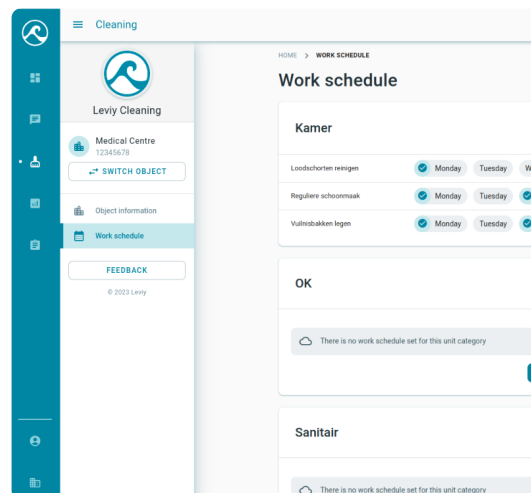 Cleaning
Leviy Cleaning
Medical Centre
12345678
SWITCH OBJECT
Object information
Work schedule
FEEDBACK
© 2023 Leviy
HOME > WORK SCHEDULE
Work schedule
Kamer
Loodschorten reinigen Monday Tuesday W
Reguliere schoonmaak Monday Tuesday
Vuilnisbakken legen Monday Tuesday
OK
There is no work schedule set for this unit category
Sanitair
There is no work schedule set for this unit category